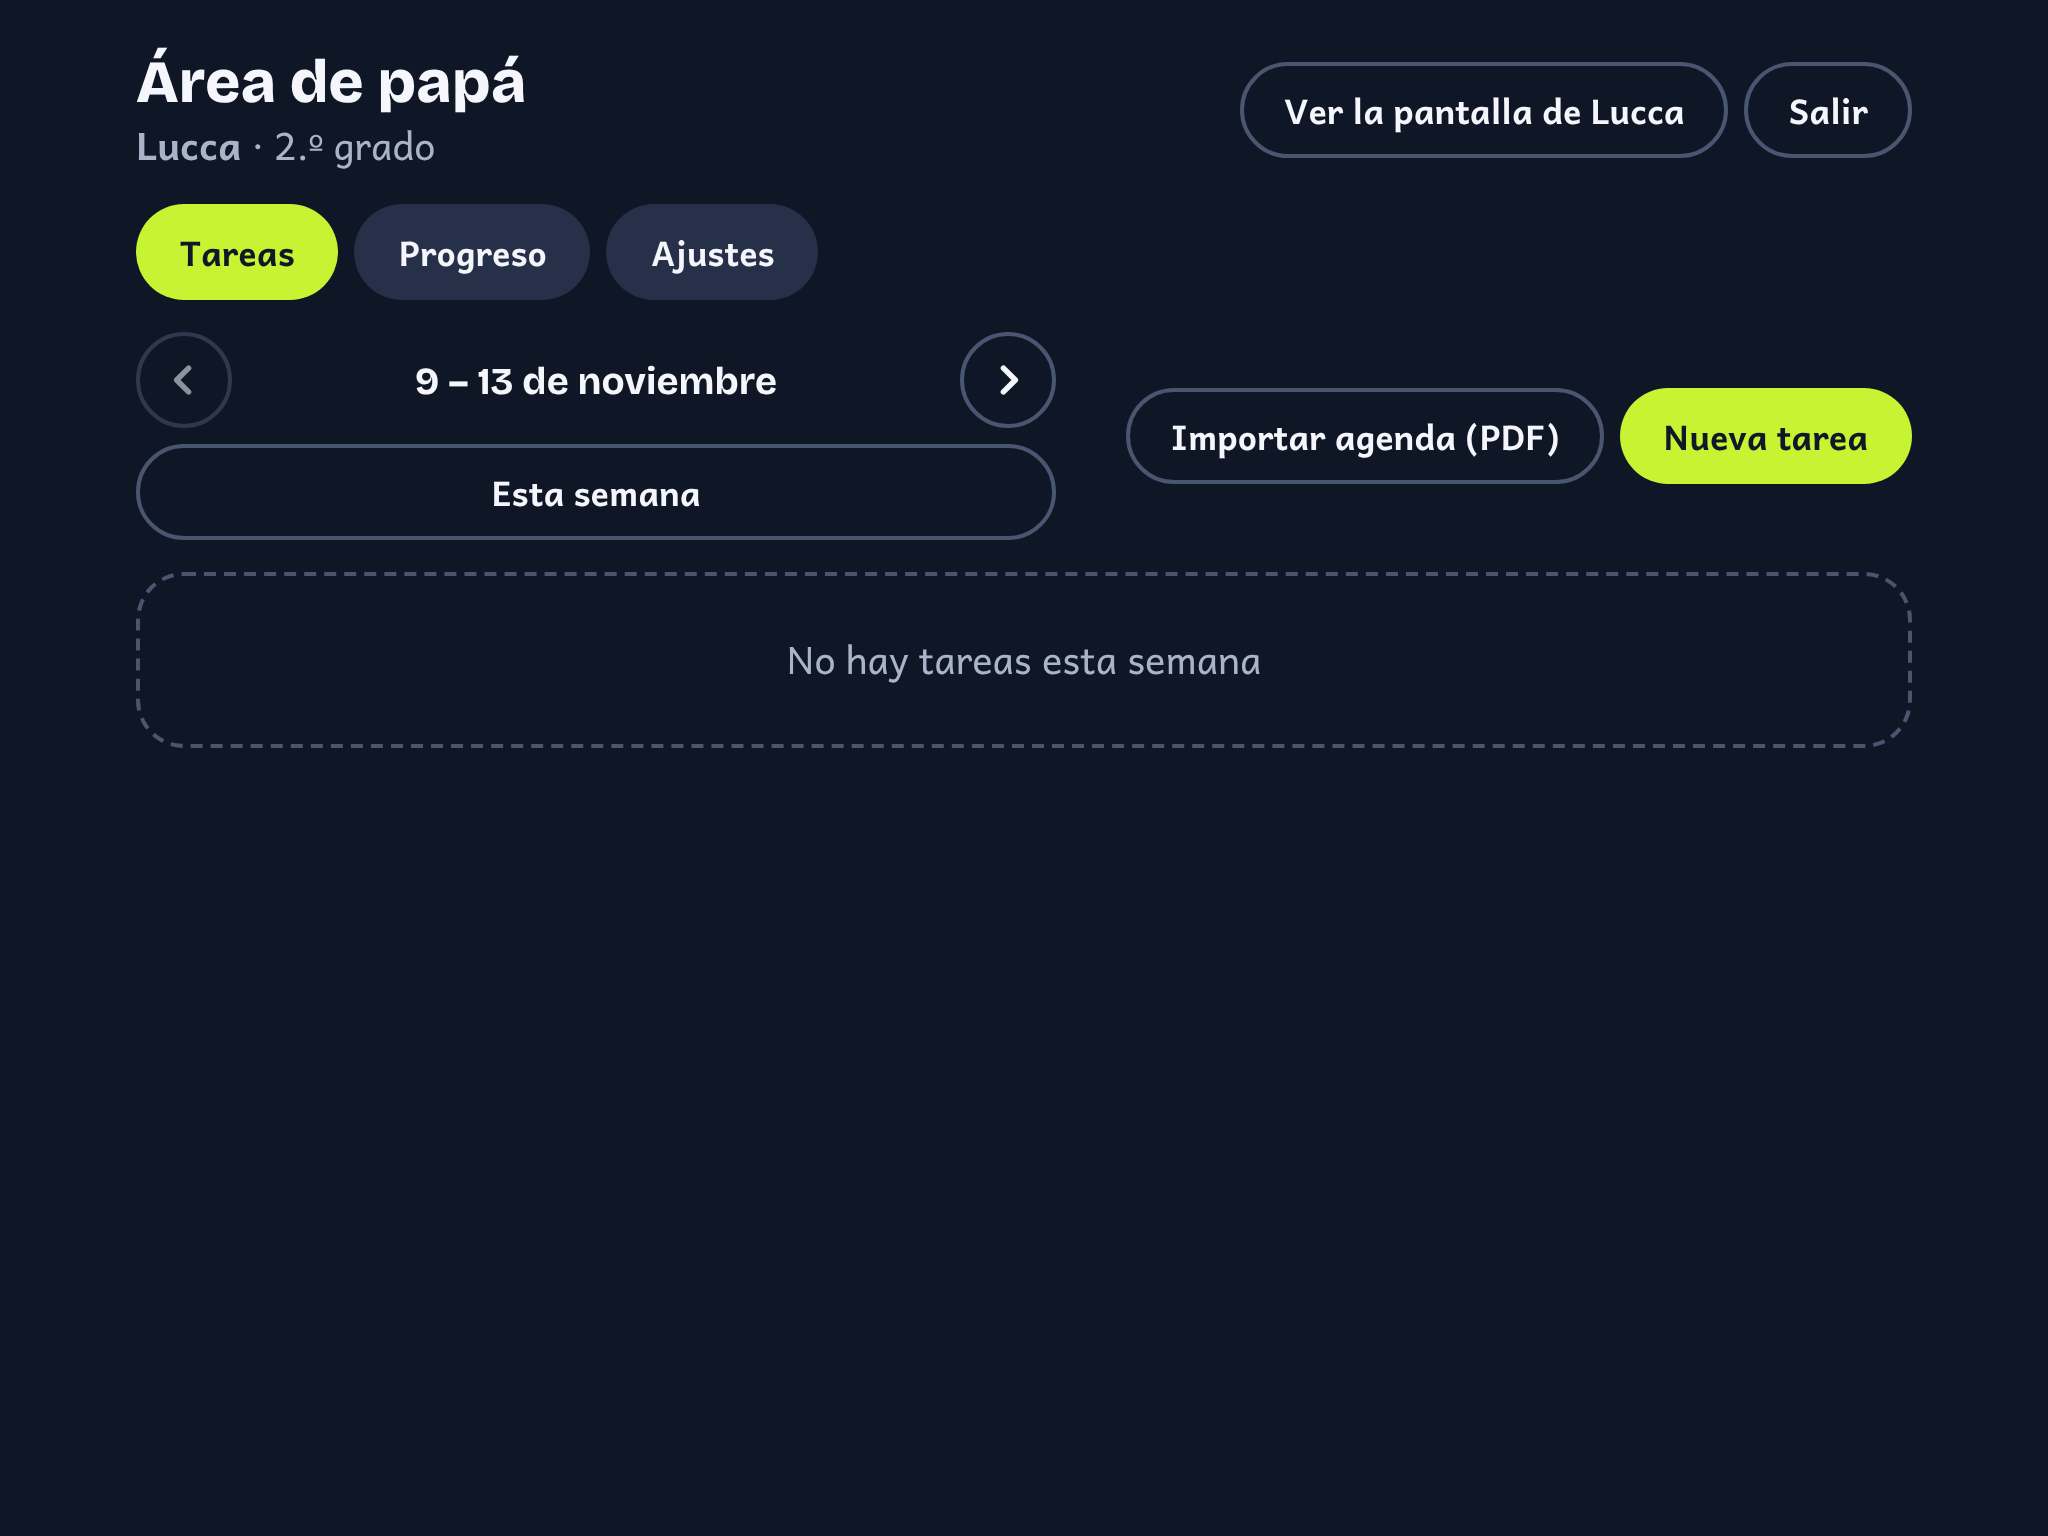 Área de papá
Lucca · 2.º grado
Ver la pantalla de Lucca
Salir
Tareas
Progreso
Ajustes
9 – 13 de noviembre
Esta semana
Importar agenda (PDF)
Nueva tarea
No hay tareas esta semana